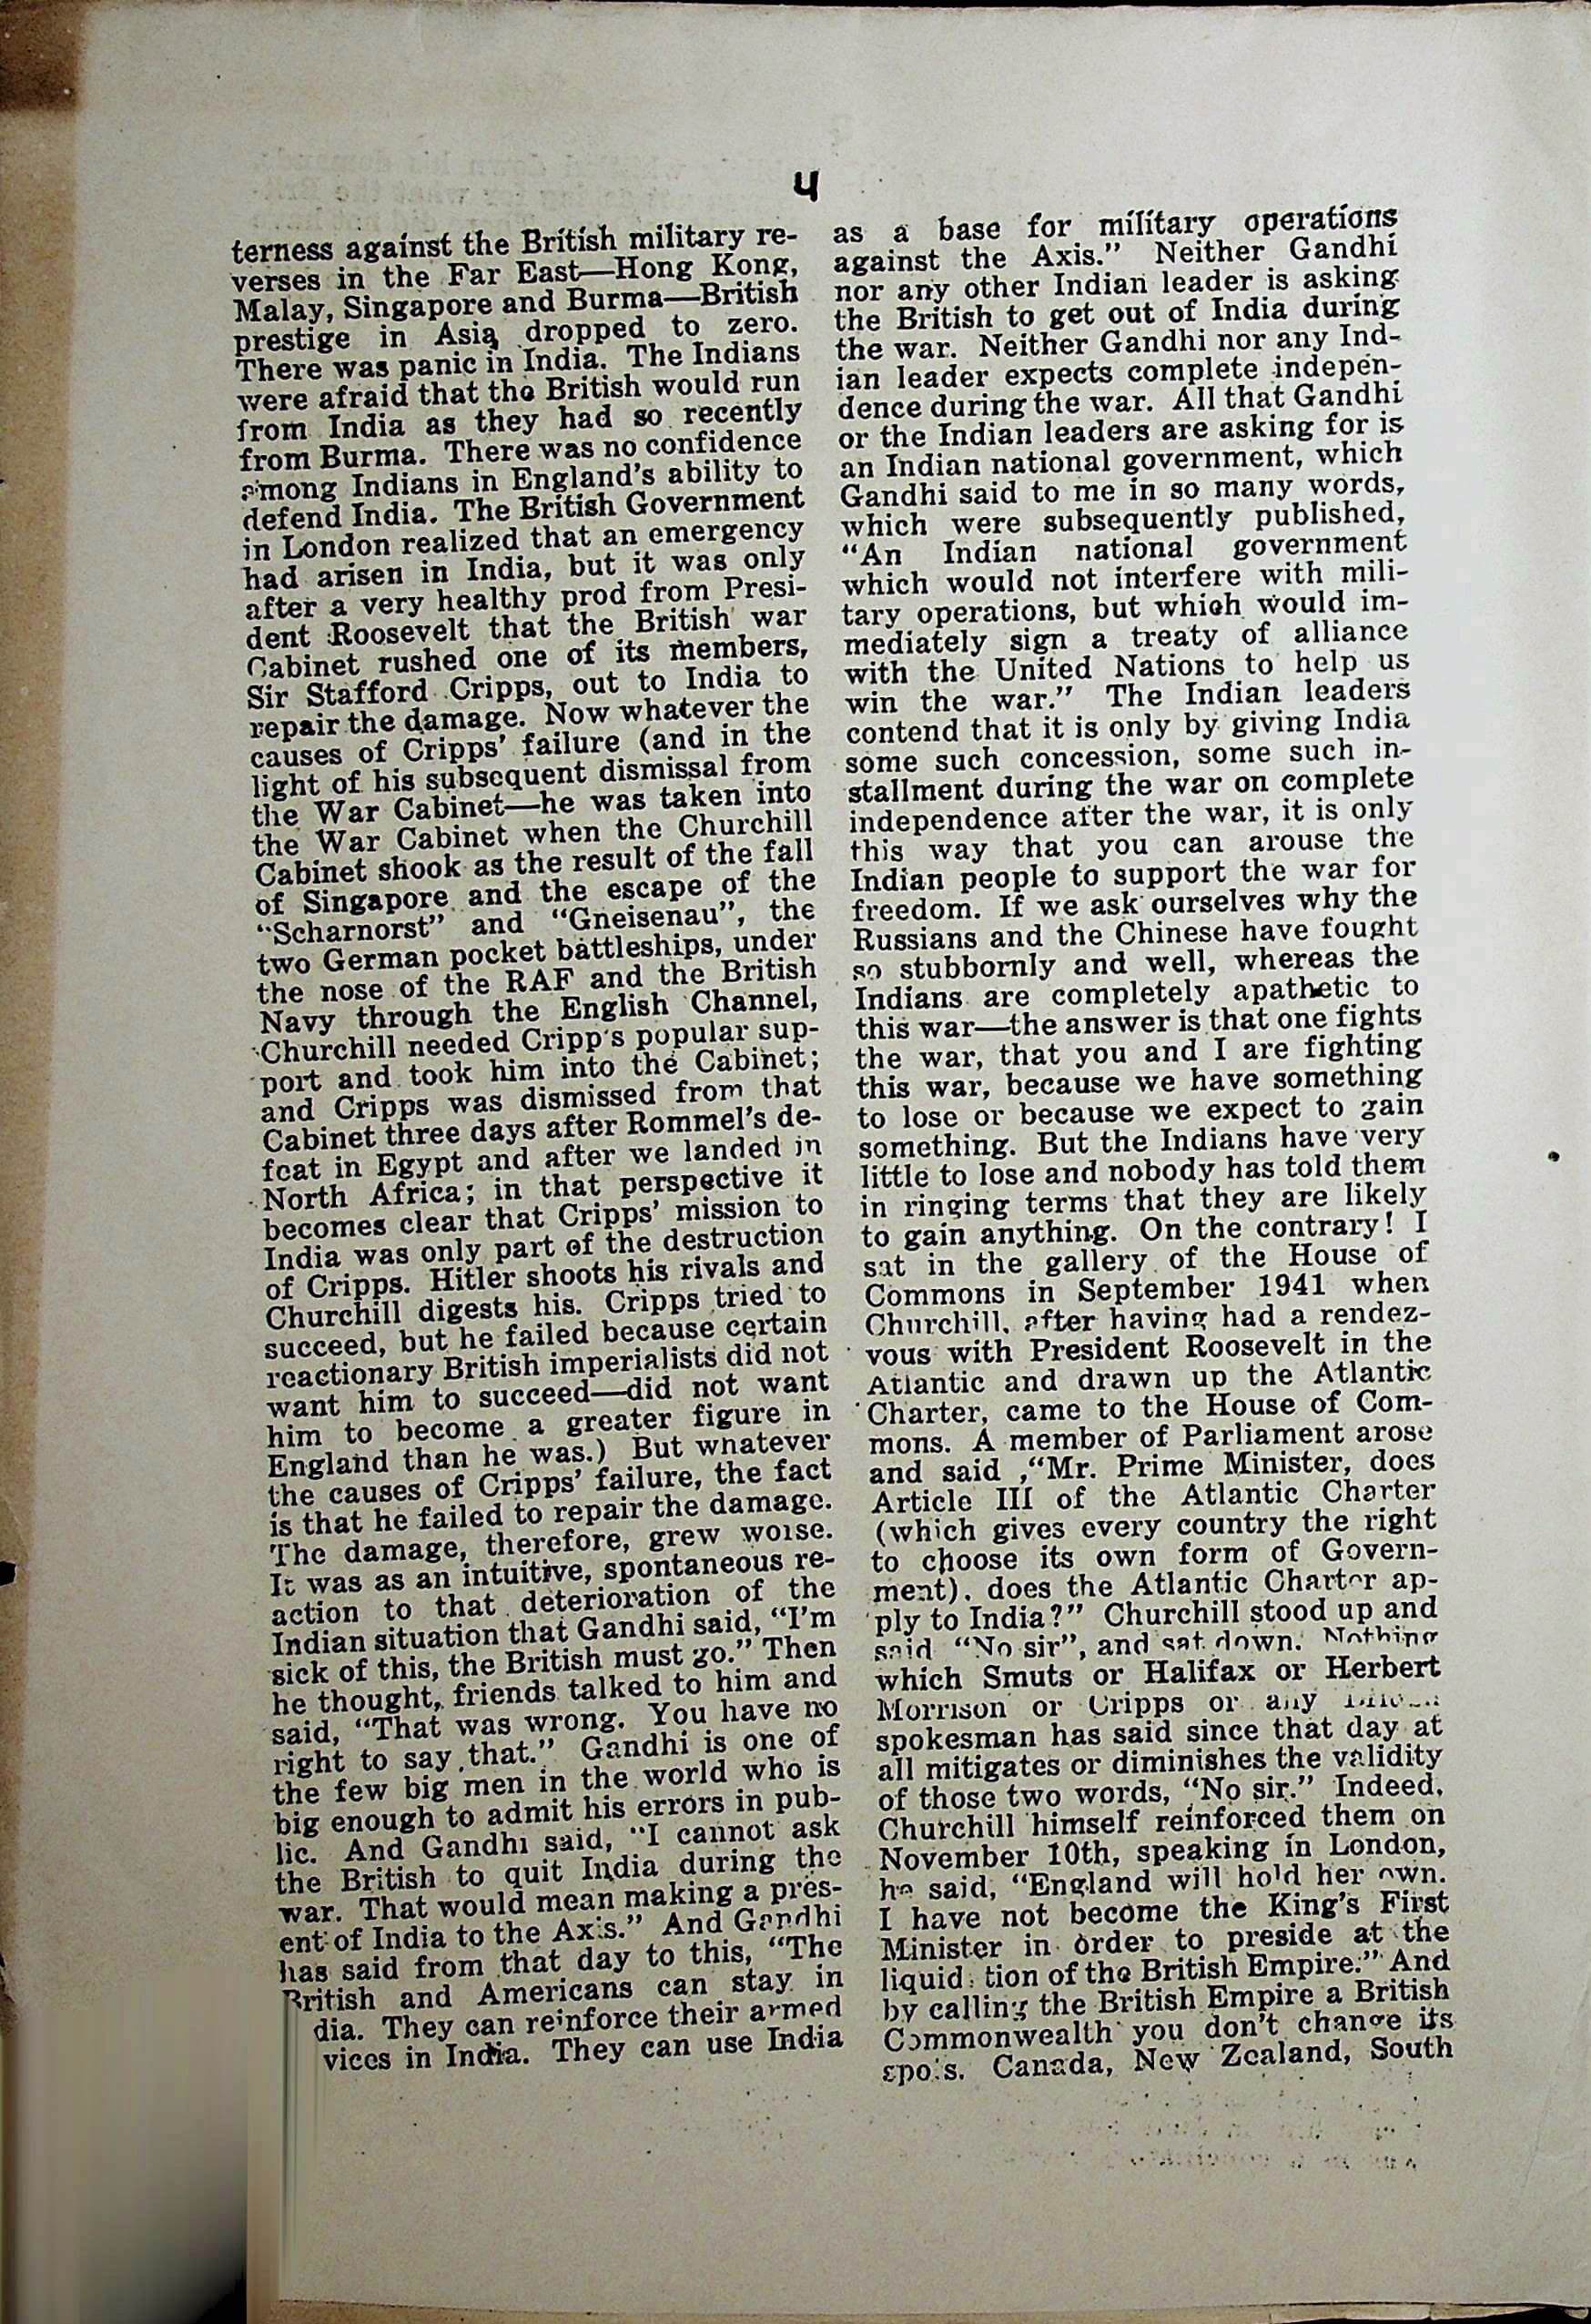 4
terness against the British military re-
verses in the Far East—Hong Kong,
Malay, Singapore and Burma—British
prestige in Asia dropped to zero.
There was panic in India. The Indians
were afraid that the British would run
from India as they had so recently
from Burma. There was no confidence
among Indians in England's ability to
defend India. The British Government
in London realized that an emergency
had arisen in India, but it was only
after a very healthy prod from Presi-
dent Roosevelt that the British war
Cabinet rushed one of its members,
Sir Stafford Cripps, out to India to
repair the damage. Now whatever the
causes of Cripps' failure (and in the
light of his subsequent dismissal from
the War Cabinet—he was taken into
the War Cabinet when the Churchill
Cabinet shook as the result of the fall
of Singapore and the escape of the
"Scharnorst" and "Gneisenau", the
two German pocket battleships, under
the nose of the RAF and the British
Navy through the English Channel,
Churchill needed Cripp's popular sup-
port and took him into the Cabinet;
and Cripps was dismissed from that
Cabinet three days after Rommel's de-
feat in Egypt and after we landed in
North Africa; in that perspective it
becomes clear that Cripps' mission to
India was only part of the destruction
of Cripps. Hitler shoots his rivals and
Churchill digests his. Cripps tried to
succeed, but he failed because certain
reactionary British imperialists did not
want him to succeed—did not want
him to become a greater figure in
England than he was.) But whatever
the causes of Cripps' failure, the fact
is that he failed to repair the damage.
The damage, therefore, grew worse.
It was as an intuitive, spontaneous re-
action to that deterioration of the
Indian situation that Gandhi said, "I'm
sick of this, the British must go." Then
he thought, friends talked to him and
said, "That was wrong. You have no
right to say that." Gandhi is one of
the few big men in the world who is
big enough to admit his errors in pub-
lic. And Gandhi said, "I cannot ask
the British to quit India during the
war. That would mean making a pres-
ent of India to the Axis." And Gandhi
has said from that day to this, "The
British and Americans can stay in
dia. They can reinforce their armed
vices in India. They can use India
as a base for military operations
against the Axis." Neither Gandhi
nor any other Indian leader is asking
the British to get out of India during
the war. Neither Gandhi nor any Ind-
ian leader expects complete indepen-
dence during the war. All that Gandhi
or the Indian leaders are asking for is
an Indian national government, which
Gandhi said to me in so many words,
which were subsequently published,
"An Indian national government
which would not interfere with mili-
tary operations, but which would im-
mediately sign a treaty of alliance
with the United Nations to help us
win the war." The Indian leaders
contend that it is only by giving India
some such concession, some such in-
stallment during the war on complete
independence after the war, it is only
this way that you can arouse the
Indian people to support the war for
freedom. If we ask ourselves why the
Russians and the Chinese have fought
so stubbornly and well, whereas the
Indians are completely apathetic to
this war—the answer is that one fights
the war, that you and I are fighting
this war, because we have something
to lose or because we expect to gain
something. But the Indians have very
little to lose and nobody has told them
in ringing terms that they are likely
to gain anything. On the contrary! I
sat in the gallery of the House of
Commons in September 1941 when
Churchill, after having had a rendez-
vous with President Roosevelt in the
Atlantic and drawn up the Atlantic
Charter, came to the House of Com-
mons. A member of Parliament arose
and said ,"Mr. Prime Minister, does
Article III of the Atlantic Charter
(which gives every country the right
to choose its own form of Govern-
ment), does the Atlantic Charter ap-
ply to India?" Churchill stood up and
said "No sir", and sat down. Nothing
which Smuts or Halifax or Herbert
Morrison or Cripps or any
spokesman has said since that day at
all mitigates or diminishes the validity
of those two words, "No sir." Indeed,
Churchill himself reinforced them on
November 10th, speaking in London,
he said, "England will hold her own.
I have not become the King's First
Minister in order to preside at the
liquidation of the British Empire." And
by calling the British Empire a British
Commonwealth you don't change its
spots. Canada, New Zealand, South